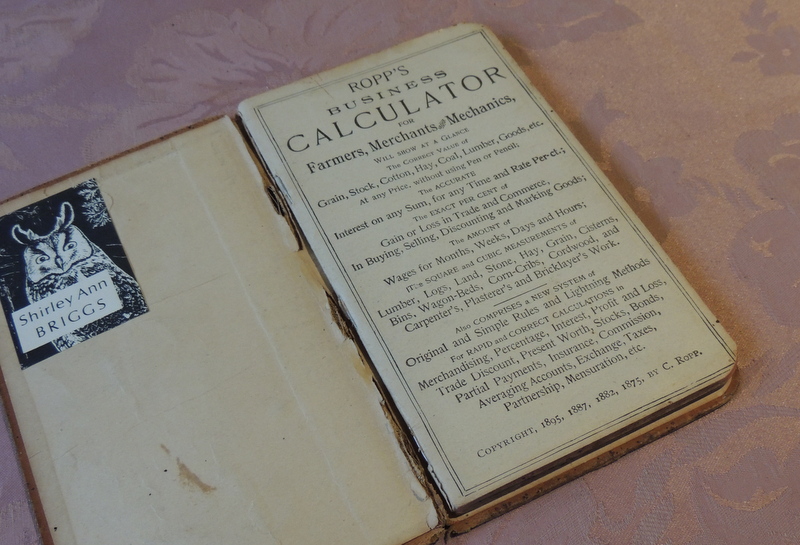 Shirley Ann
BRIGGS
ROPP'S
BUSINESS
CALCULATOR
FOR
Farmers, Merchants and Mechanics,
WILL SHOW AT A GLANCE
THE CORRECT VALUE OF
Grain, Stock, Cotton, Hay, Coal, Lumber, Goods, etc.
At any Price, without using Pen or Pencil;
THE ACCURATE
Interest on any Sum, for any Time and Rate Per ct.;
THE EXACT PER CENT OF
Gain or Loss in Trade and Commerce,
In Buying, Selling, Discounting and Marking Goods;
THE AMOUNT OF
Wages for Months, Weeks, Days and Hours;
THE SQUARE and CUBIC MEASUREMENTS OF
Lumber, Logs, Land, Stone, Hay, Grain, Cisterns,
Bins, Wagon-Beds, Corn-Cribs, Cordwood, and
Carpenter's, Plasterer's and Bricklayer's Work.
Also COMPRISES A NEW SYSTEM OF
Original and Simple Rules and Lightning Methods
For RAPID and CORRECT CALCULATIONS IN
Merchandising, Percentage, Interest, Profit and Loss,
Trade Discount, Present Worth, Stocks, Bonds,
Partial Payments, Insurance, Commission,
Averaging Accounts, Exchange, Taxes,
Partnership, Mensuration, etc.
COPYRIGHT, 1895, 1887, 1882, 1875, BY C. ROPP.